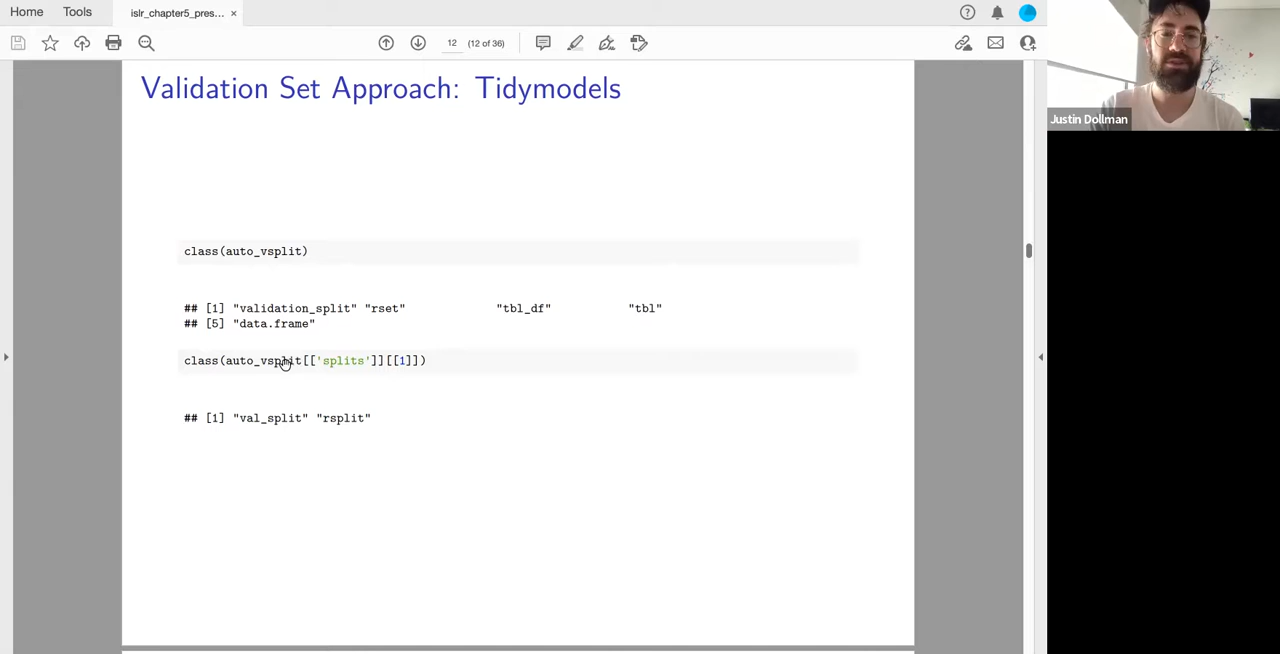 Home Tools islr_chapter5_pres... ×
12 (12 of 36)
Validation Set Approach: Tidymodels
class(auto_vsplit)
## [1] "validation_split" "rset" "tbl_df" "tbl"
## [5] "data.frame"
class(auto_vsplit[['splits']][[1]])
## [1] "val_split" "rsplit"
Justin Dollman